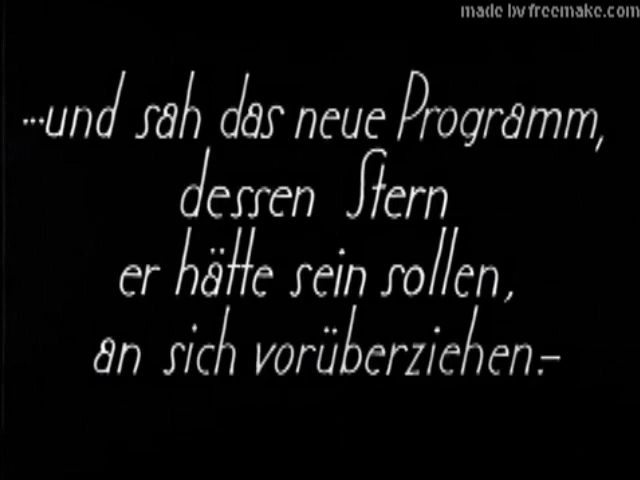 made by freemake.com
...und sah das neue Programm,
dessen Stern
er hätte sein sollen,
an sich vorüberziehen.–